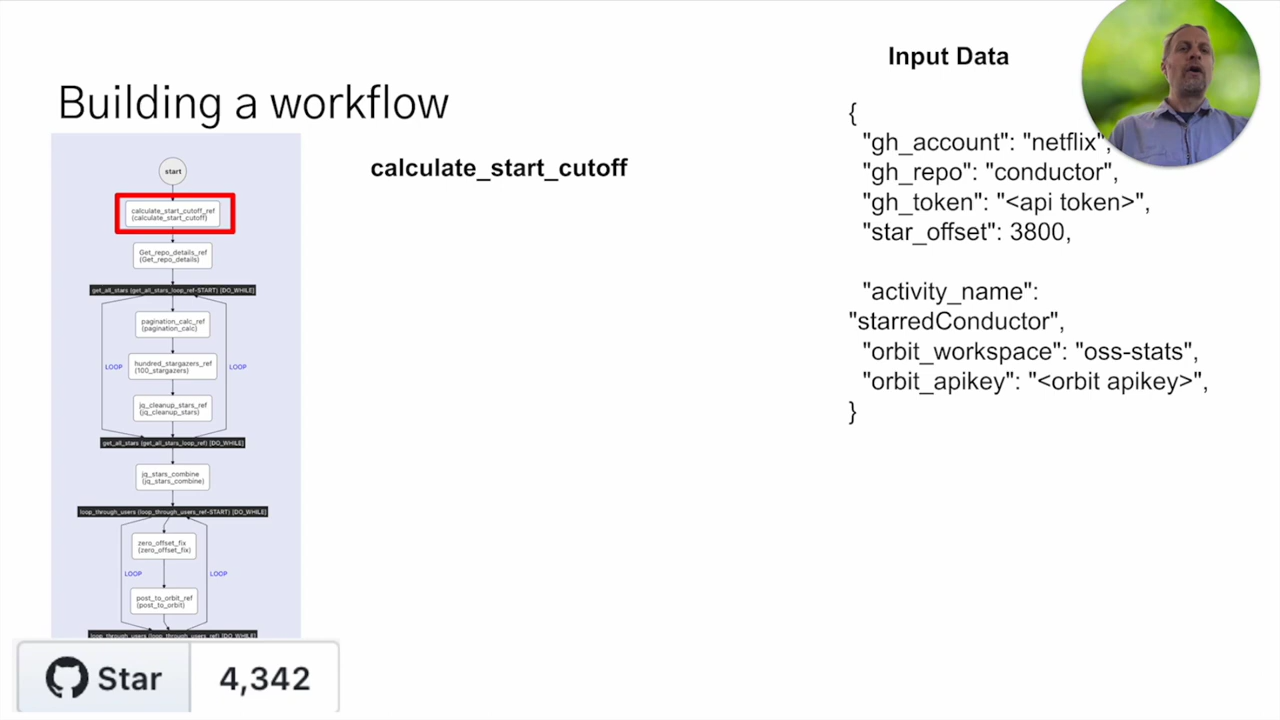 Building a workflow
start
calculate_start_cutoff_ref
(calculate_start_cutoff)
Get_repo_details_ref
(Get_repo_details)
get_all_stars (get_all_stars_loop_ref-START) [DO_WHILE]
pagination_calc_ref
(pagination_calc)
LOOP
hundred_stargazers_ref
(100_stargazers)
LOOP
jq_cleanup_stars_ref
(jq_cleanup_stars)
get_all_stars (get_all_stars_loop_ref) [DO_WHILE]
jq_stars_combine
(jq_stars_combine)
loop_through_users (loop_through_users_ref-START) [DO_WHILE]
zero_offset_fix
(zero_offset_fix)
LOOP
LOOP
post_to_orbit_ref
(post_to_orbit)
loop_through_users (loop_through_users_ref) [DO_WHILE]
Star
4,342
calculate_start_cutoff
Input Data
{
"gh_account": "netflix",
"gh_repo": "conductor",
"gh_token": "<api token>",
"star_offset": 3800,
"activity_name":
"starredConductor",
"orbit_workspace": "oss-stats",
"orbit_apikey": "<orbit apikey>",
}